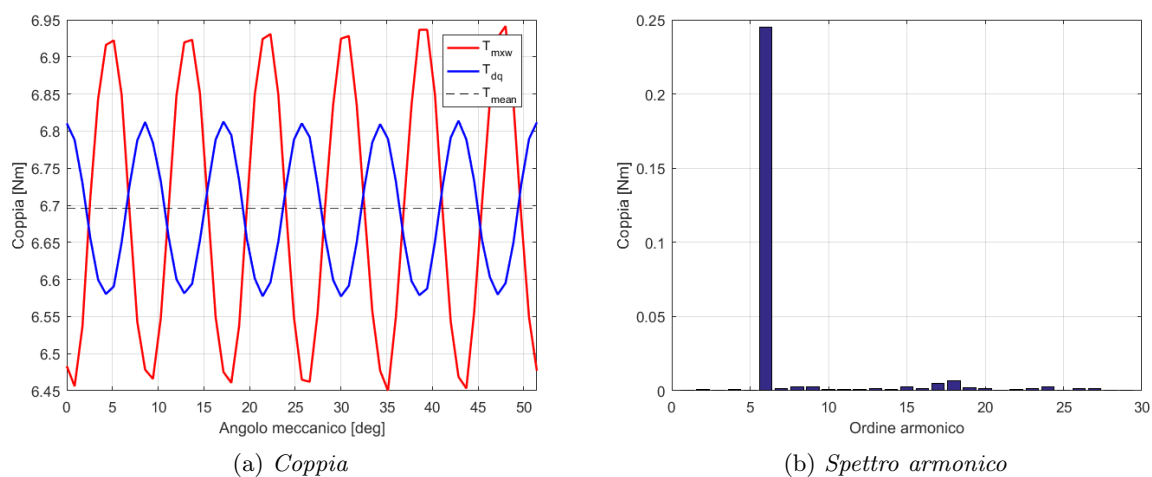 6.95
6.9
6.85
6.8
6.75
6.7
6.65
6.6
6.55
6.5
6.45
Coppia [Nm]
0 5 10 15 20 25 30 35 40 45 50
Angolo meccanico [deg]
T_mxw
T_dq
T_mean
(a) Coppia
0.25
0.2
0.15
0.1
0.05
0
Coppia [Nm]
0 5 10 15 20 25 30
Ordine armonico
(b) Spettro armonico